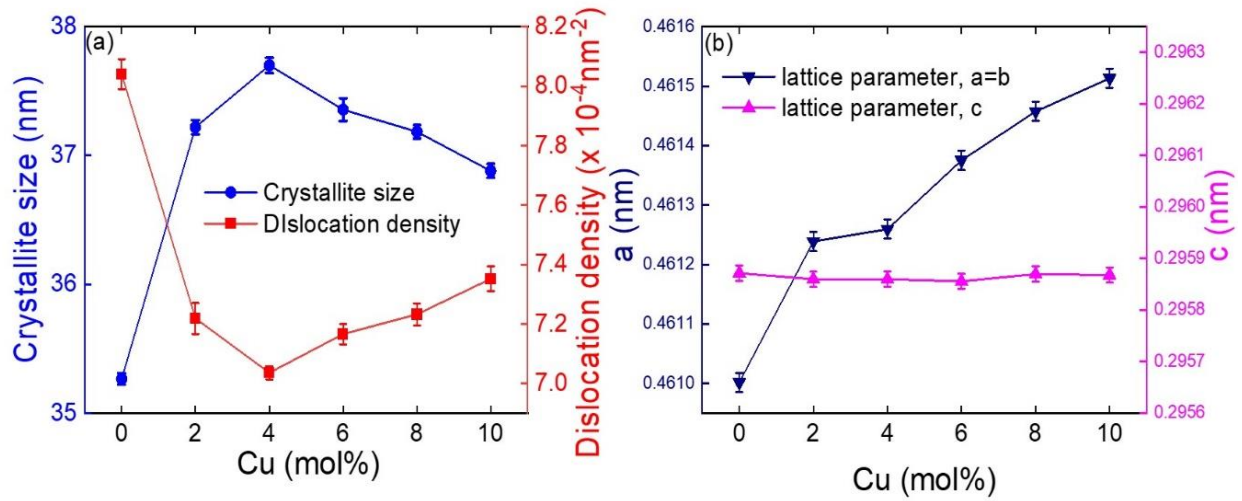 (a)
38
37
36
35
Crystallite size (nm)
Crystallite size
DIslocation density
8.2
8.0
7.8
7.6
7.4
7.2
7.0
Dislocation density (x 10⁻⁴nm⁻²)
0 2 4 6 8 10
Cu (mol%)
(b)
0.4616
0.4615
0.4614
0.4613
0.4612
0.4611
0.4610
a (nm)
lattice parameter, a=b
lattice parameter, c
0.2963
0.2962
0.2961
0.2960
0.2959
0.2958
0.2957
0.2956
c (nm)
0 2 4 6 8 10
Cu (mol%)